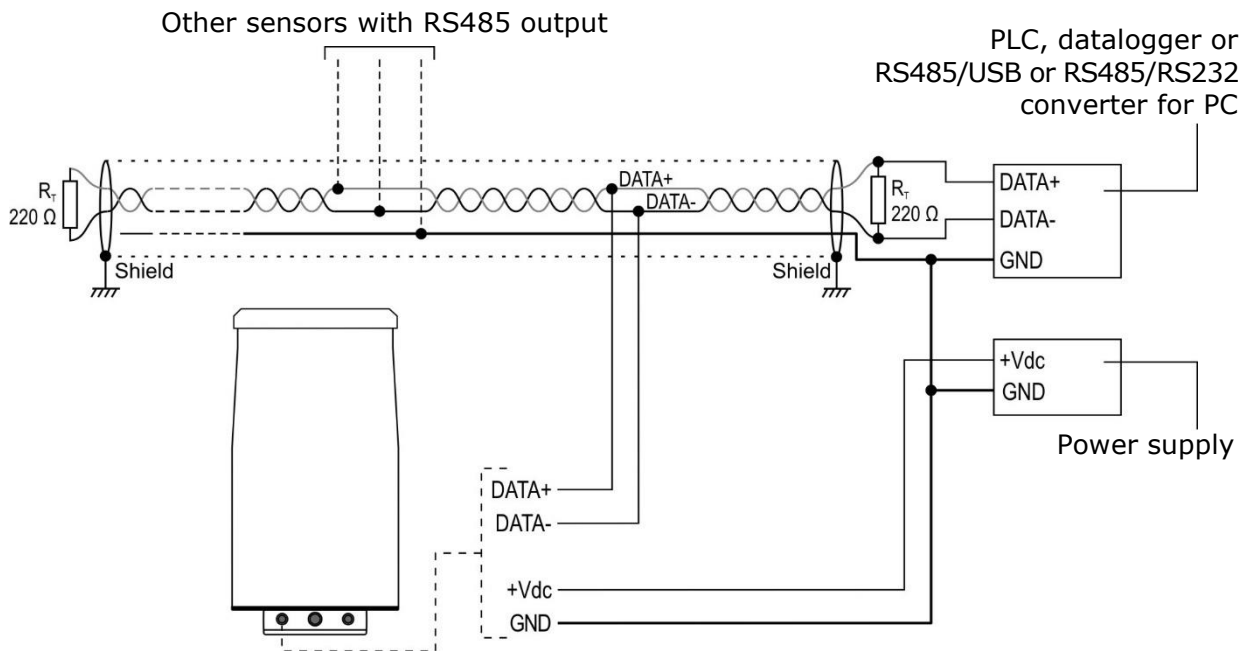 Other sensors with RS485 output
PLC, datalogger or
RS485/USB or RS485/RS232
converter for PC
DATA+
DATA-
R_T
220 Ω
R_T
220 Ω
DATA+
DATA-
GND
Shield
Shield
+Vdc
GND
Power supply
DATA+
DATA-
+Vdc
GND